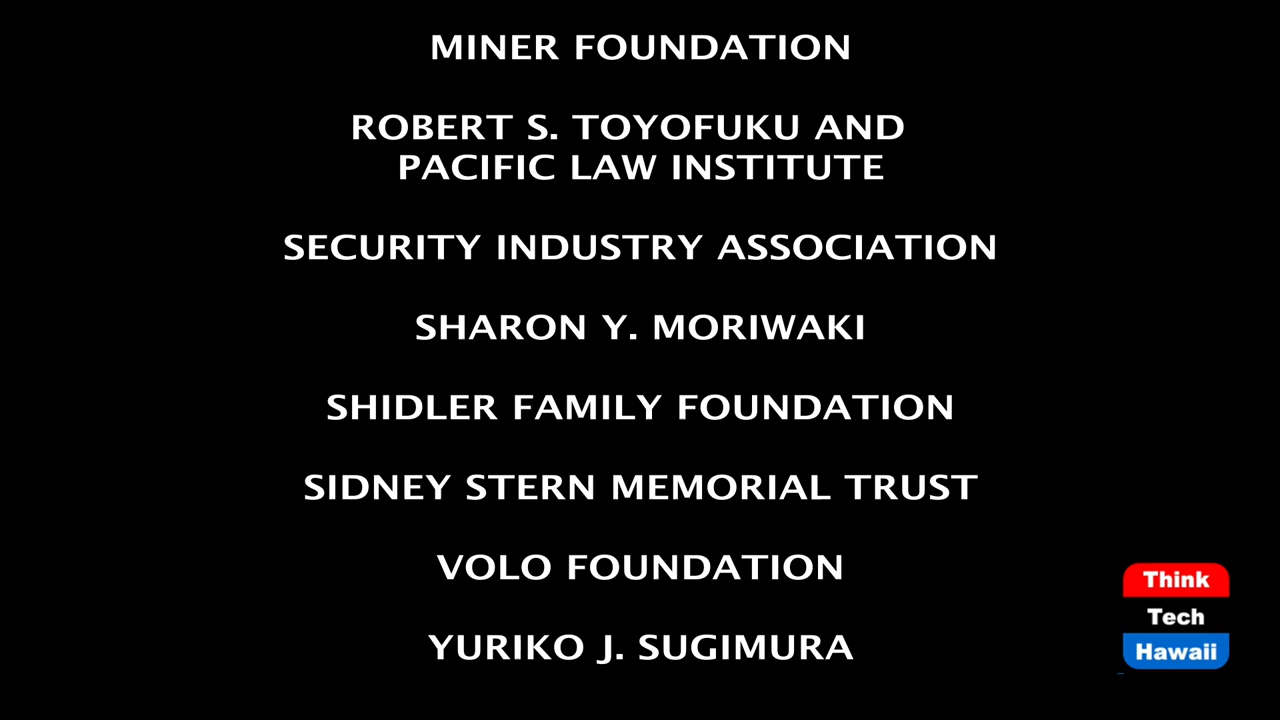 MINER FOUNDATION
ROBERT S. TOYOFUKU AND
PACIFIC LAW INSTITUTE
SECURITY INDUSTRY ASSOCIATION
SHARON Y. MORIWAKI
SHIDLER FAMILY FOUNDATION
SIDNEY STERN MEMORIAL TRUST
VOLO FOUNDATION
YURIKO J. SUGIMURA
Think
Tech
Hawaii